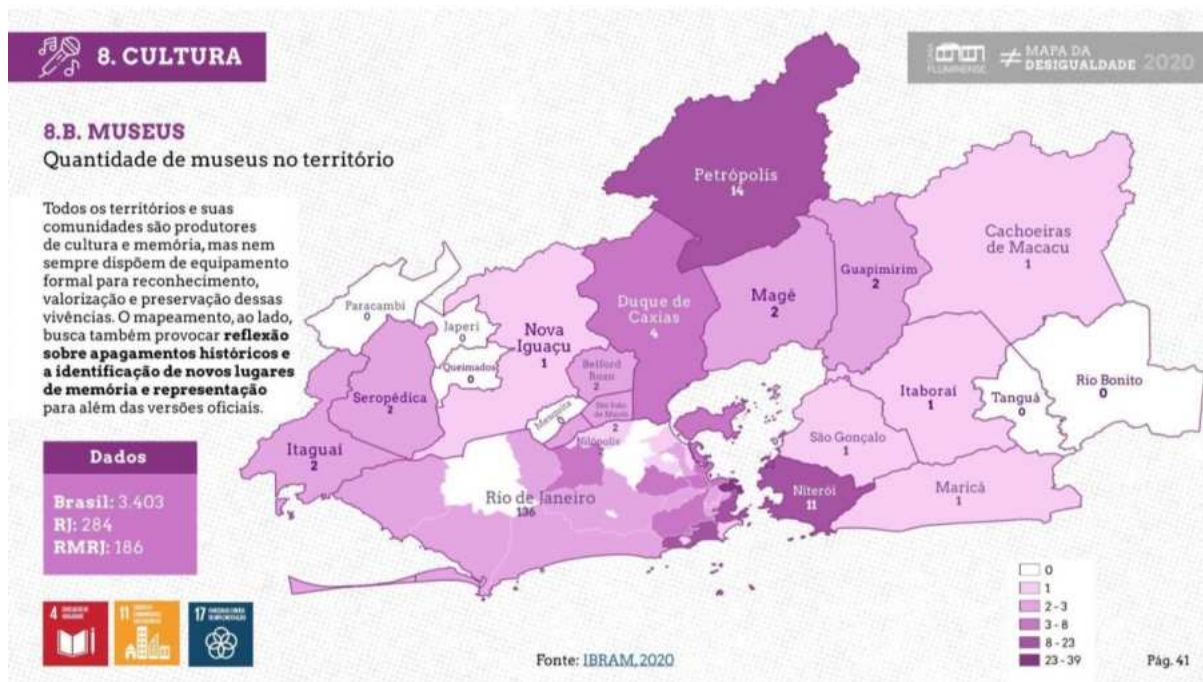 8. CULTURA
CASA
FLUMINENSE
≠ MAPA DA
DESIGUALDADE 2020
8.B. MUSEUS
Quantidade de museus no território
Todos os territórios e suas
comunidades são produtores
de cultura e memória, mas nem
sempre dispõem de equipamento
formal para reconhecimento,
valorização e preservação dessas
vivências. O mapeamento, ao lado,
busca também provocar reflexão
sobre apagamentos históricos e
a identificação de novos lugares
de memória e representação
para além das versões oficiais.
Dados
Brasil: 3.403
RJ: 284
RMRJ: 186
Petrópolis
14
Cachoeiras
de Macacu
1
Guapimirim
2
Magé
2
Duque de
Caxias
4
Paracambi
0
Japeri
0
Nova
Iguaçu
1
Queimados
0
Belford
Roxo
2
Seropédica
2
São João
de Meriti
2
Mesquita
0
Nilópolis
Itaguaí
2
Rio de Janeiro
136
Itaboraí
1
Tanguá
0
Rio Bonito
0
São Gonçalo
1
Niterói
11
Maricá
1
0
1
2 - 3
3 - 8
8 - 23
23 - 39
4
11
17
Fonte: IBRAM, 2020
Pág. 41